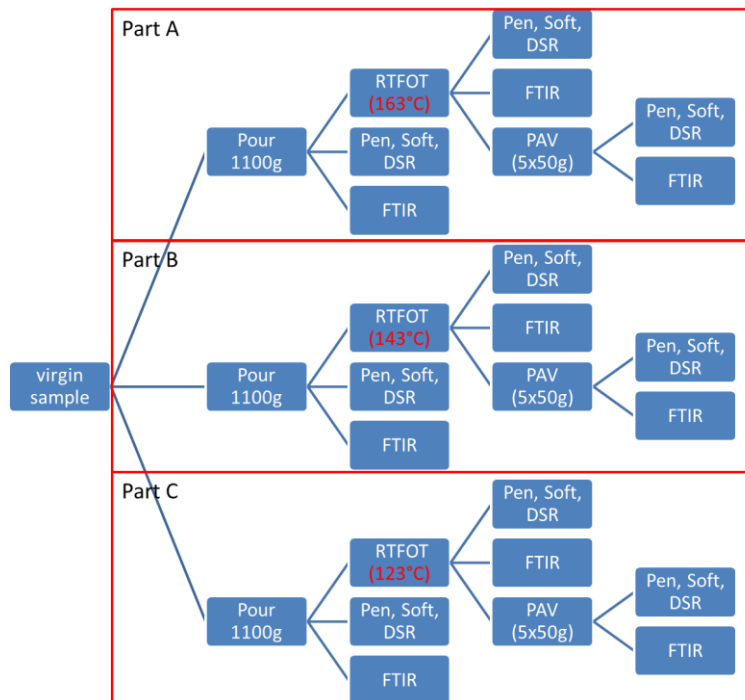 Part A
Pen, Soft,
DSR
RTFOT
(163°C)
FTIR
Pour
1100g
Pen, Soft,
DSR
PAV
(5x50g)
Pen, Soft,
DSR
FTIR
FTIR
Part B
Pen, Soft,
DSR
RTFOT
(143°C)
FTIR
virgin
sample
Pour
1100g
Pen, Soft,
DSR
PAV
(5x50g)
Pen, Soft,
DSR
FTIR
FTIR
Part C
Pen, Soft,
DSR
RTFOT
(123°C)
FTIR
Pour
1100g
Pen, Soft,
DSR
PAV
(5x50g)
Pen, Soft,
DSR
FTIR
FTIR